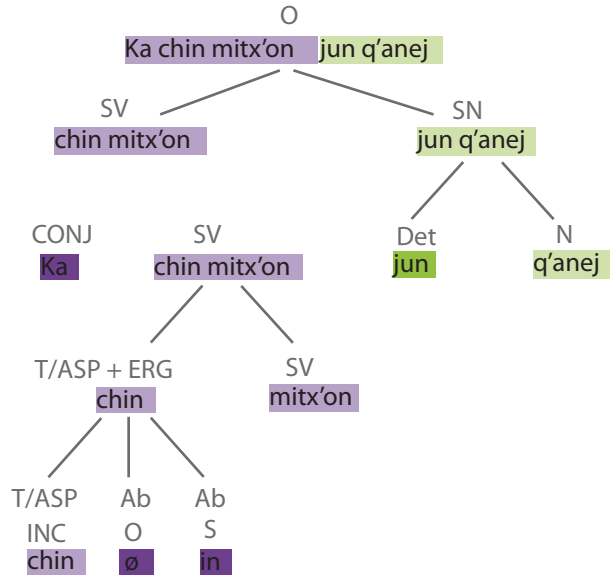 O
Ka chin mitx'on jun q'anej
SV SN
chin mitx'on jun q'anej
CONJ SV Det N
Ka chin mitx'on jun q'anej
T/ASP + ERG SV
chin mitx'on
T/ASP Ab Ab
INC O S
chin ø in